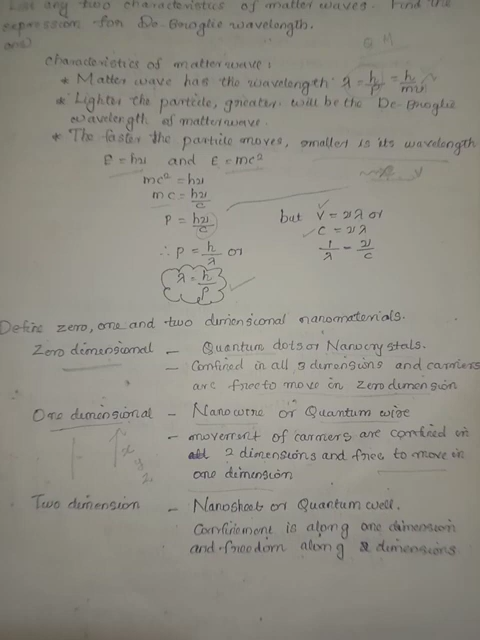 List any two characteristics of matter waves. Find the
expression for De-Broglie wavelength.
ans)
Q M
Characteristics of matterwave:
* Matter wave has the wavelength λ = h/p = h/mv
* Lighter the particle, greater will be the De-Broglie
wavelength of matterwave.
* The faster the particle moves, smaller is its wavelength
E = hν and E = mc²
mc² = hν
mc = hν/c
P = hν/c but V = νλ or
C = νλ
∴ P = h/λ or 1/λ = ν/c
λ = h/p
Define zero, one and two dimensional nanomaterials.
Zero dimensional - Quantum dots or Nanocrystals.
- Confined in all 3 dimensions and carriers
are free to move in zero dimension
One dimensional - Nanowire or Quantum wise
- movement of carriers are confined in
2 dimensions and free to move in
one dimension
x
y
z
Two dimension - Nanosheet or Quantum well.
Confinement is along one dimension
and freedom along 2 dimensions